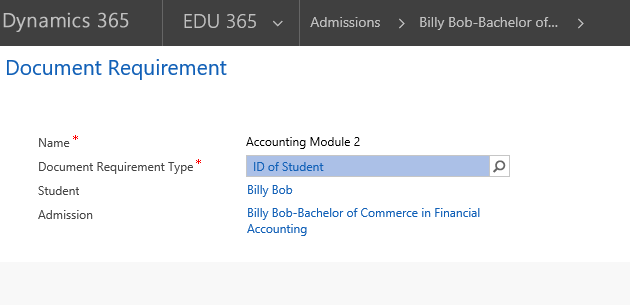 Dynamics 365 EDU 365 Admissions Billy Bob-Bachelor of...
Document Requirement
Name* Accounting Module 2
Document Requirement Type* ID of Student
Student Billy Bob
Admission Billy Bob-Bachelor of Commerce in Financial
Accounting